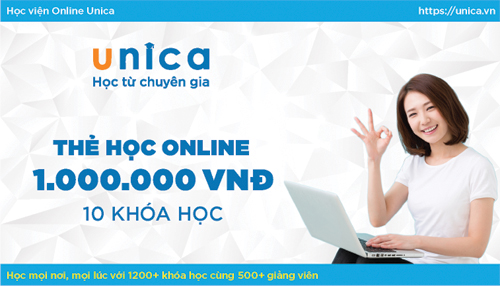 Học viện Online Unica
https://unica.vn
unica
Học từ chuyên gia
THẺ HỌC ONLINE
1.000.000 VNĐ
10 KHÓA HỌC
Học mọi nơi, mọi lúc với 1200+ khóa học cùng 500+ giảng viên